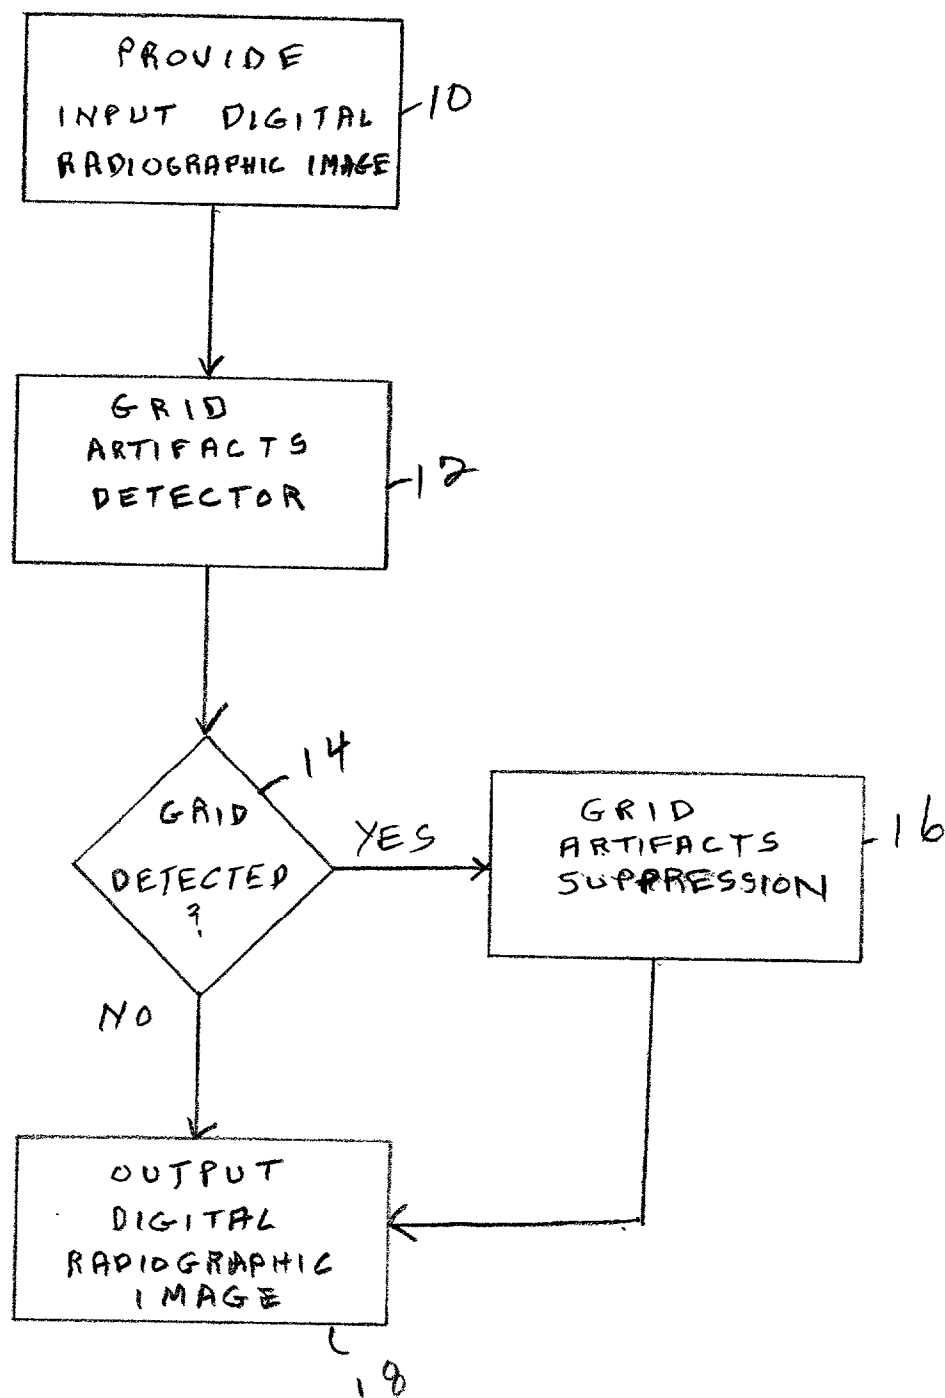 PROVIDE
INPUT DIGITAL
RADIOGRAPHIC IMAGE
10
GRID
ARTIFACTS
DETECTOR
12
14
GRID
DETECTED
?
YES
GRID
ARTIFACTS
SUPPRESSION
16
NO
OUTPUT
DIGITAL
RADIOGRAPHIC
IMAGE
18